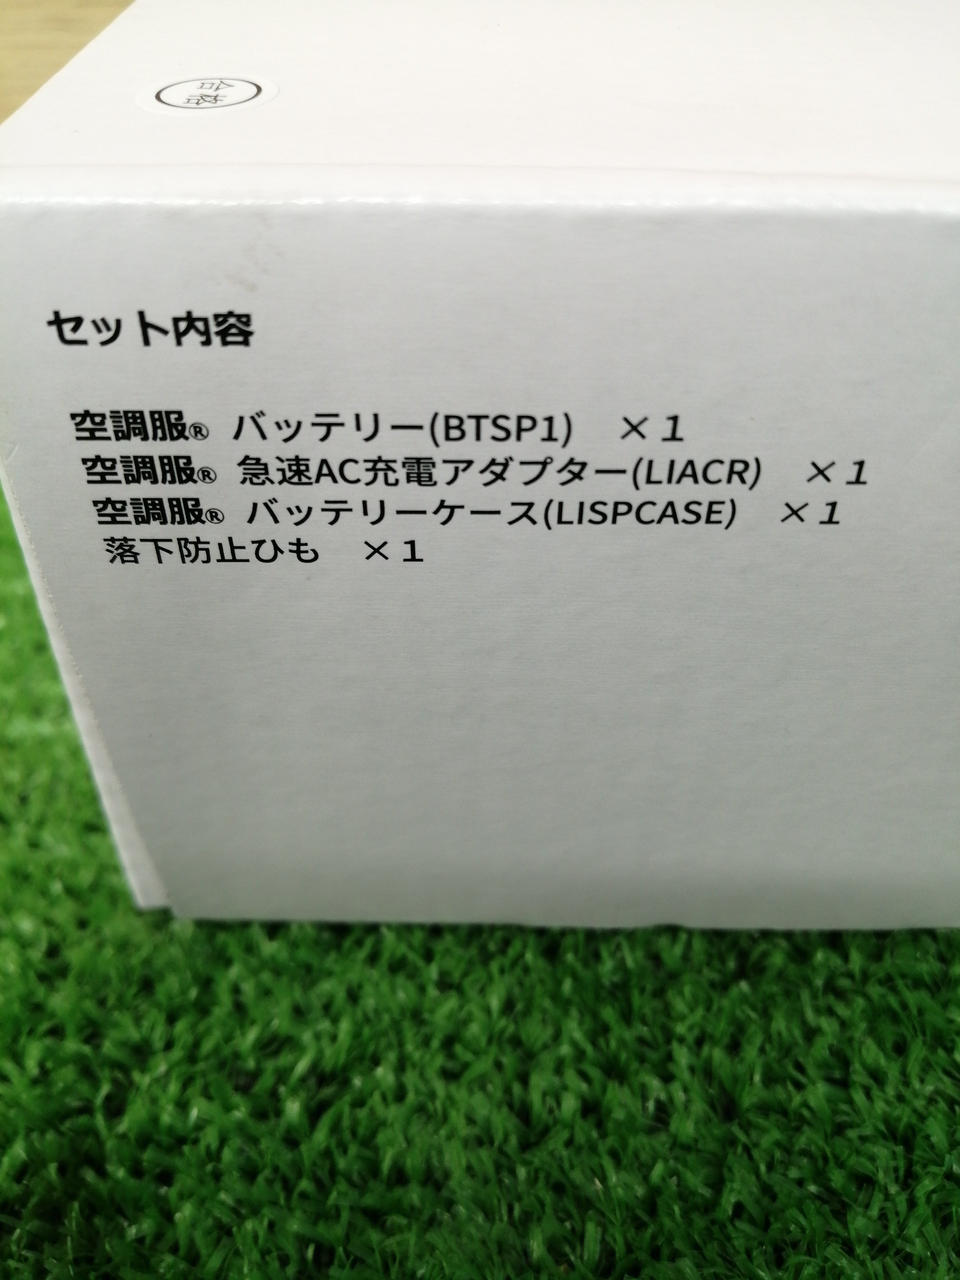 合格
セット内容
空調服® バッテリー(BTSP1) ×1
空調服® 急速AC充電アダプター(LIACR) ×1
空調服® バッテリーケース(LISPCASE) ×1
落下防止ひも ×1